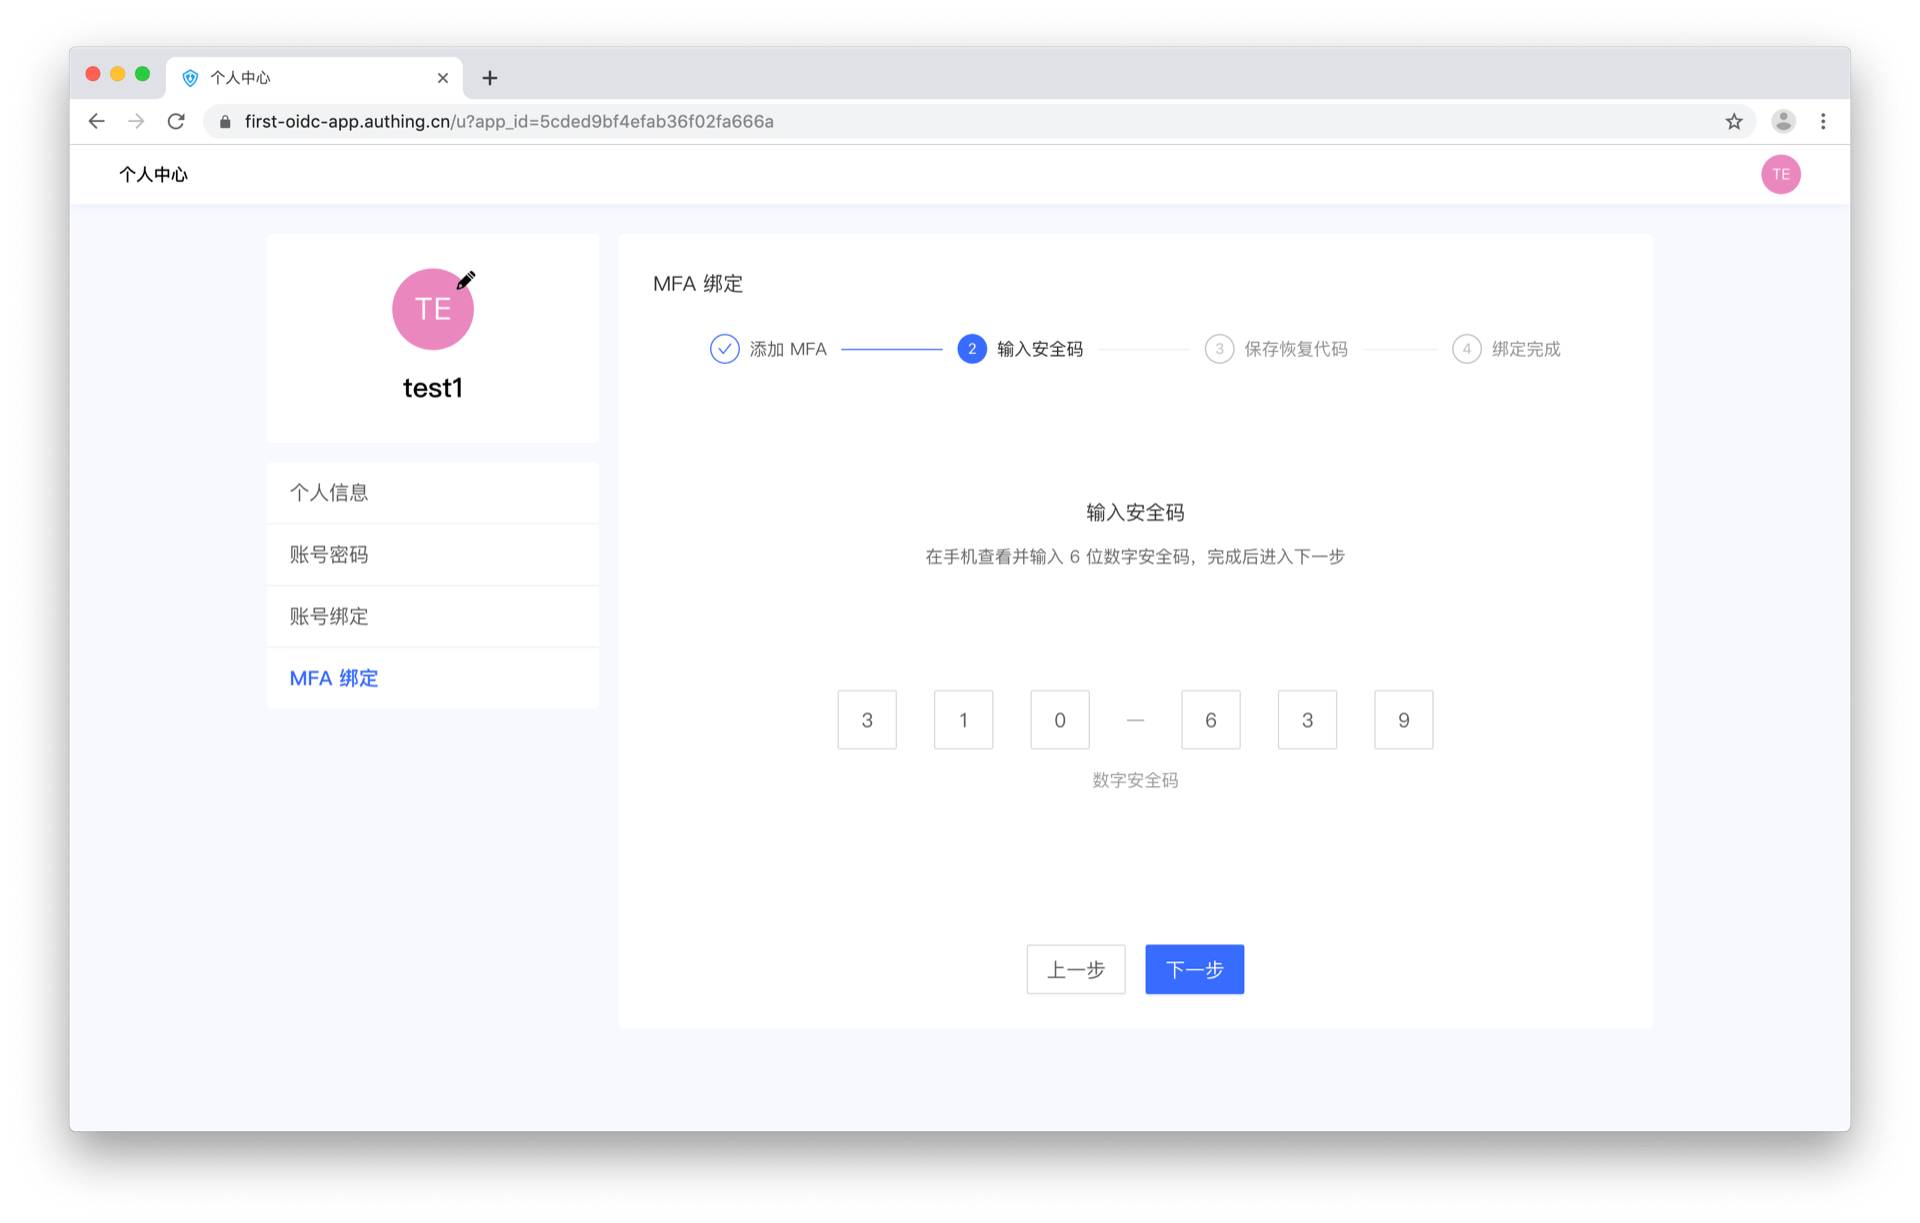 个人中心
first-oidc-app.authing.cn/u?app_id=5cded9bf4efab36f02fa666a
个人中心
TE
TE
test1
个人信息
账号密码
账号绑定
MFA 绑定
MFA 绑定
添加 MFA
2 输入安全码
3 保存恢复代码
4 绑定完成
输入安全码
在手机查看并输入 6 位数字安全码，完成后进入下一步
3 1 0 — 6 3 9
数字安全码
上一步 下一步